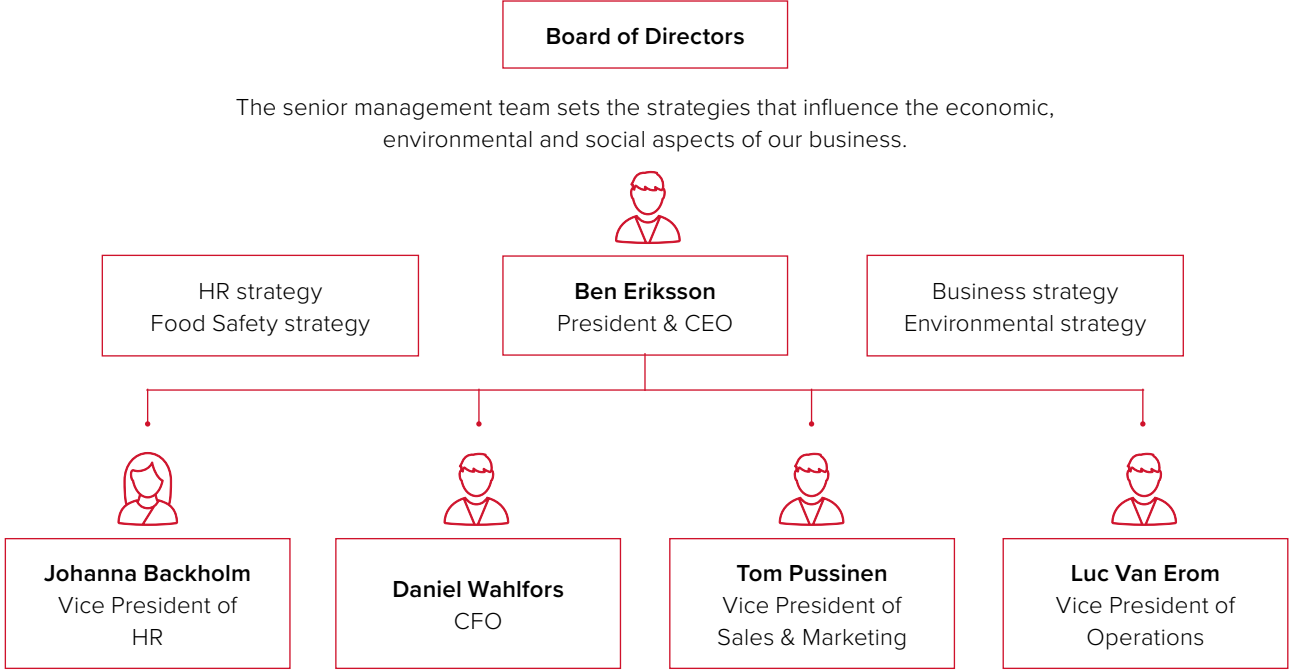 Board of Directors
The senior management team sets the strategies that influence the economic,
environmental and social aspects of our business.
HR strategy
Food Safety strategy
Ben Eriksson
President & CEO
Business strategy
Environmental strategy
Johanna Backholm
Vice President of
HR
Daniel Wahlfors
CFO
Tom Pussinen
Vice President of
Sales & Marketing
Luc Van Erom
Vice President of
Operations